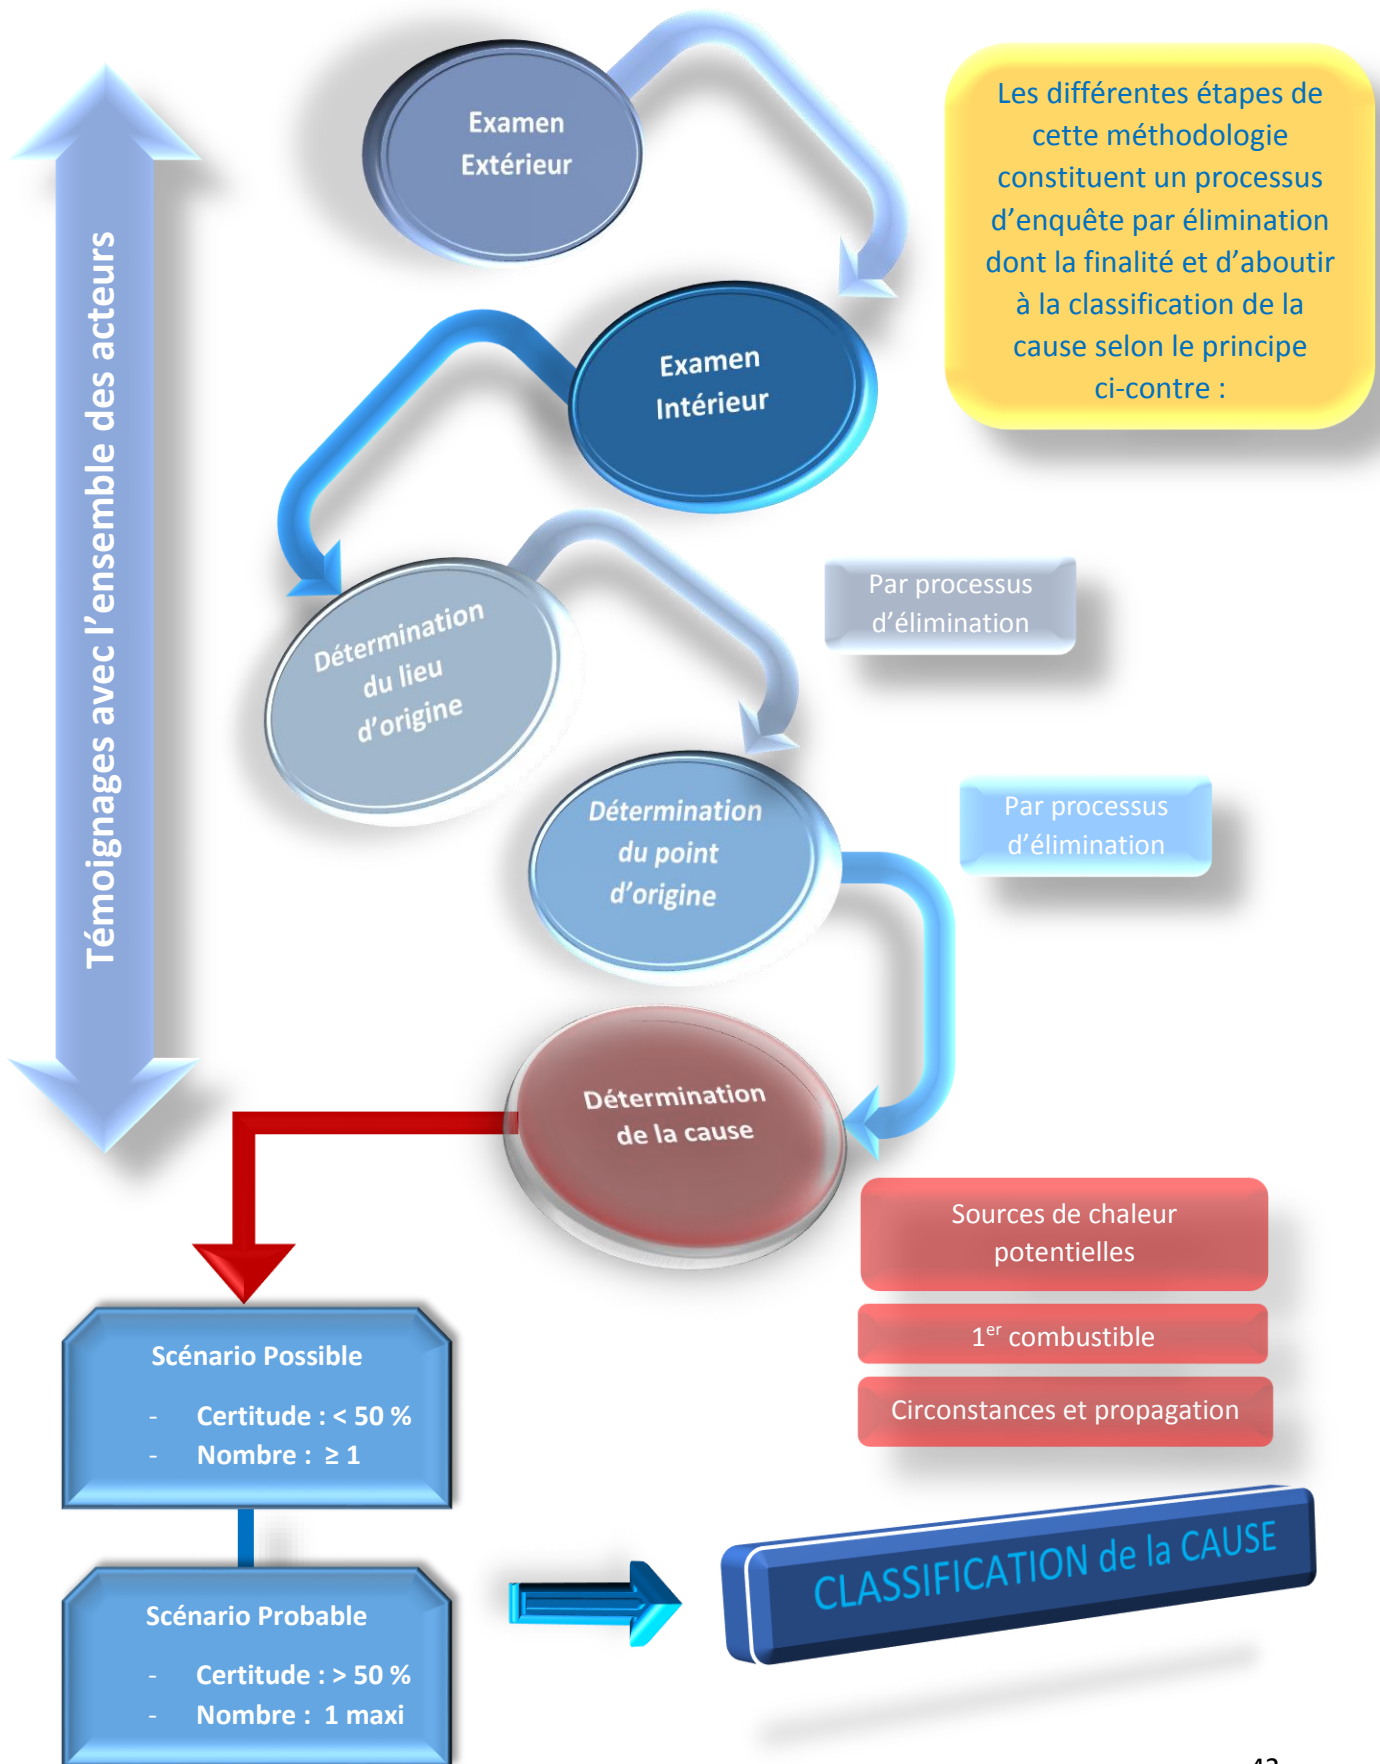 Examen
Extérieur
Les différentes étapes de
cette méthodologie
constituent un processus
d'enquête par élimination
dont la finalité et d'aboutir
à la classification de la
cause selon le principe
ci-contre :
Témoignages avec l'ensemble des acteurs
Examen
Intérieur
Détermination
du lieu
d'origine
Par processus
d'élimination
Détermination
du point
d'origine
Par processus
d'élimination
Détermination
de la cause
Sources de chaleur
potentielles
1er combustible
Circonstances et propagation
Scénario Possible
- Certitude : < 50 %
- Nombre : ≥ 1
Scénario Probable
- Certitude : > 50 %
- Nombre : 1 maxi
CLASSIFICATION de la CAUSE